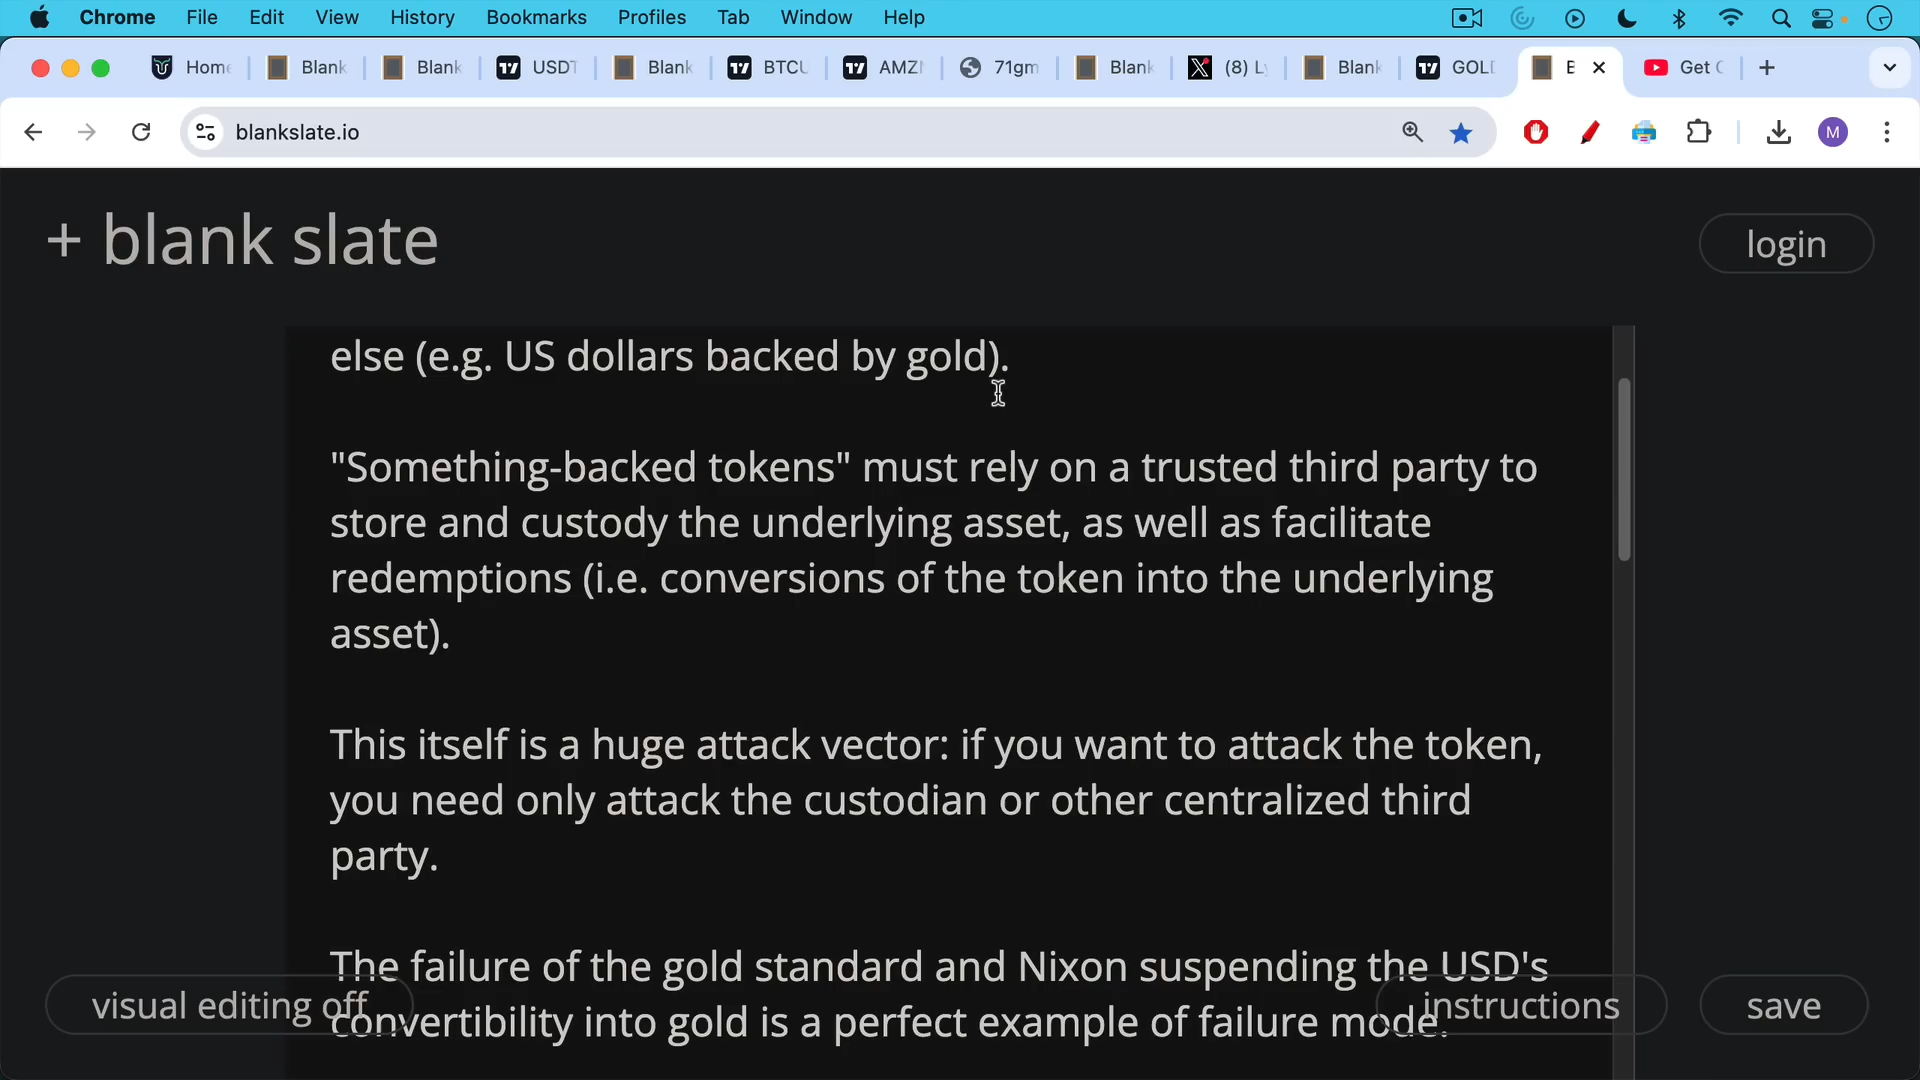 Chrome File Edit View History Bookmarks Profiles Tab Window Help
Home Blank Blank USDT Blank BTCU AMZN 71gm Blank (8) Ly Blank GOLD B Get C
blankslate.io M
+ blank slate
login
else (e.g. US dollars backed by gold).
"Something-backed tokens" must rely on a trusted third party to
store and custody the underlying asset, as well as facilitate
redemptions (i.e. conversions of the token into the underlying
asset).
This itself is a huge attack vector: if you want to attack the token,
you need only attack the custodian or other centralized third
party.
The failure of the gold standard and Nixon suspending the USD's
convertibility into gold is a perfect example of failure mode.
visual editing off
instructions
save